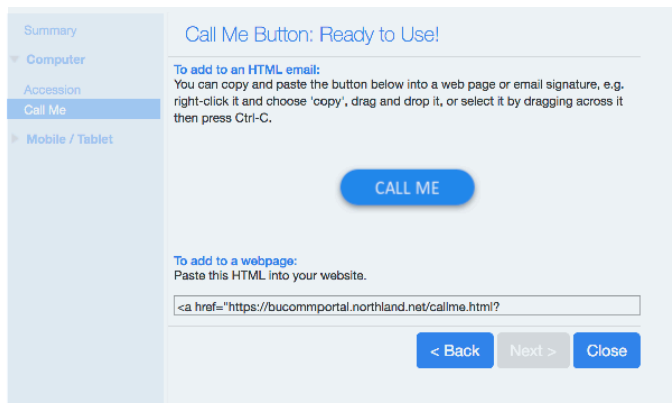 Summary
Computer
Accession
Call Me
Mobile / Tablet
Call Me Button: Ready to Use!
To add to an HTML email:
You can copy and paste the button below into a web page or email signature, e.g.
right-click it and choose 'copy', drag and drop it, or select it by dragging across it
then press Ctrl-C.
CALL ME
To add to a webpage:
Paste this HTML into your website.
<a href="https://bucommportal.northland.net/callme.html?
< Back
Next >
Close